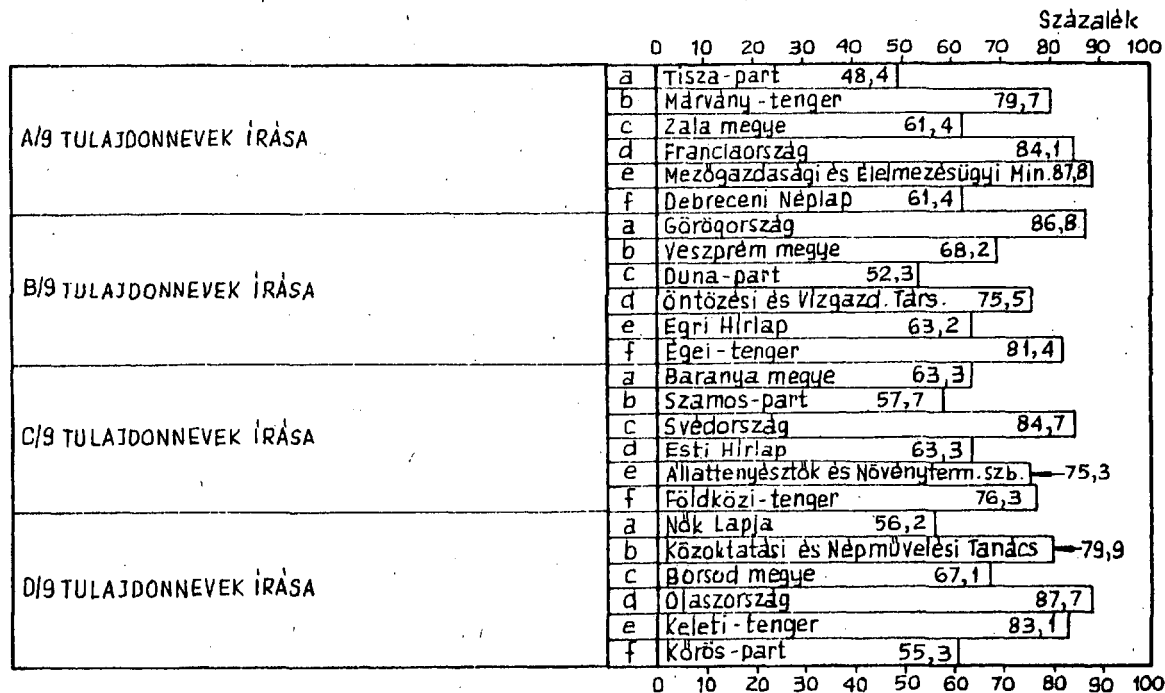 Százalék
0 10 20 30 40 50 60 70 80 90 100
A/9 TULAJDONNEVEK ÍRÁSA
a Tisza-part 48,4
b Márvány-tenger 79,7
c Zala megye 61,4
d Franciaország 84,1
e Mezőgazdasági és Élelmezésügyi Min. 87,8
f Debreceni Néplap 61,4
B/9 TULAJDONNEVEK ÍRÁSA
a Görögország 86,8
b Veszprém megye 68,2
c Duna-part 52,3
d Öntözési és Vízgazd. Társ. 75,5
e Egri Hírlap 63,2
f Égei-tenger 81,4
C/9 TULAJDONNEVEK ÍRÁSA
a Baranya megye 63,3
b Szamos-part 57,7
c Svédország 84,7
d Esti Hírlap 63,3
e Állattenyésztők és Növényterm. Szb. 75,3
f Földközi-tenger 76,3
D/9 TULAJDONNEVEK ÍRÁSA
a Nők Lapja 56,2
b Közoktatási és Népművelési Tanács 79,9
c Borsod megye 67,1
d Olaszország 87,7
e Keleti-tenger 83,1
f Körös-part 55,3
0 10 20 30 40 50 60 70 80 90 100